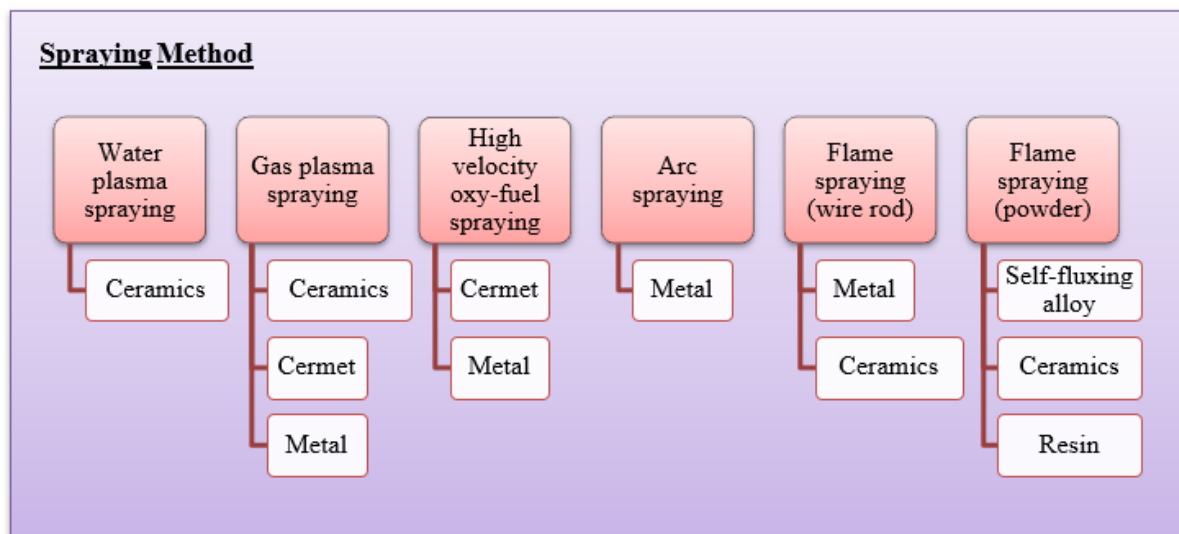 Spraying Method
Water
plasma
spraying
Ceramics
Gas plasma
spraying
Ceramics
Cermet
Metal
High
velocity
oxy-fuel
spraying
Cermet
Metal
Arc
spraying
Metal
Flame
spraying
(wire rod)
Metal
Ceramics
Flame
spraying
(powder)
Self-fluxing
alloy
Ceramics
Resin